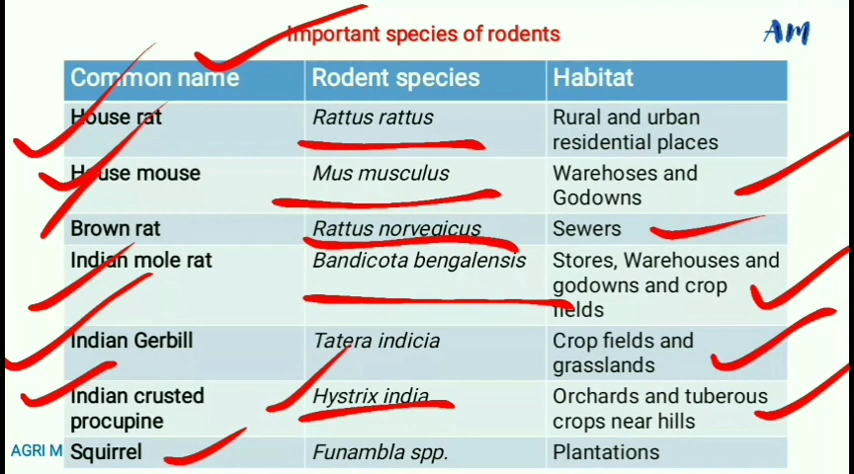 Important species of rodents
AM
Common name Rodent species Habitat
House rat Rattus rattus Rural and urban
residential places
House mouse Mus musculus Warehoses and
Godowns
Brown rat Rattus norvegicus Sewers
Indian mole rat Bandicota bengalensis Stores, Warehouses and
godowns and crop
fields
Indian Gerbill Tatera indicia Crop fields and
grasslands
Indian crusted Hystrix india Orchards and tuberous
procupine crops near hills
AGRI M Squirrel Funambla spp. Plantations